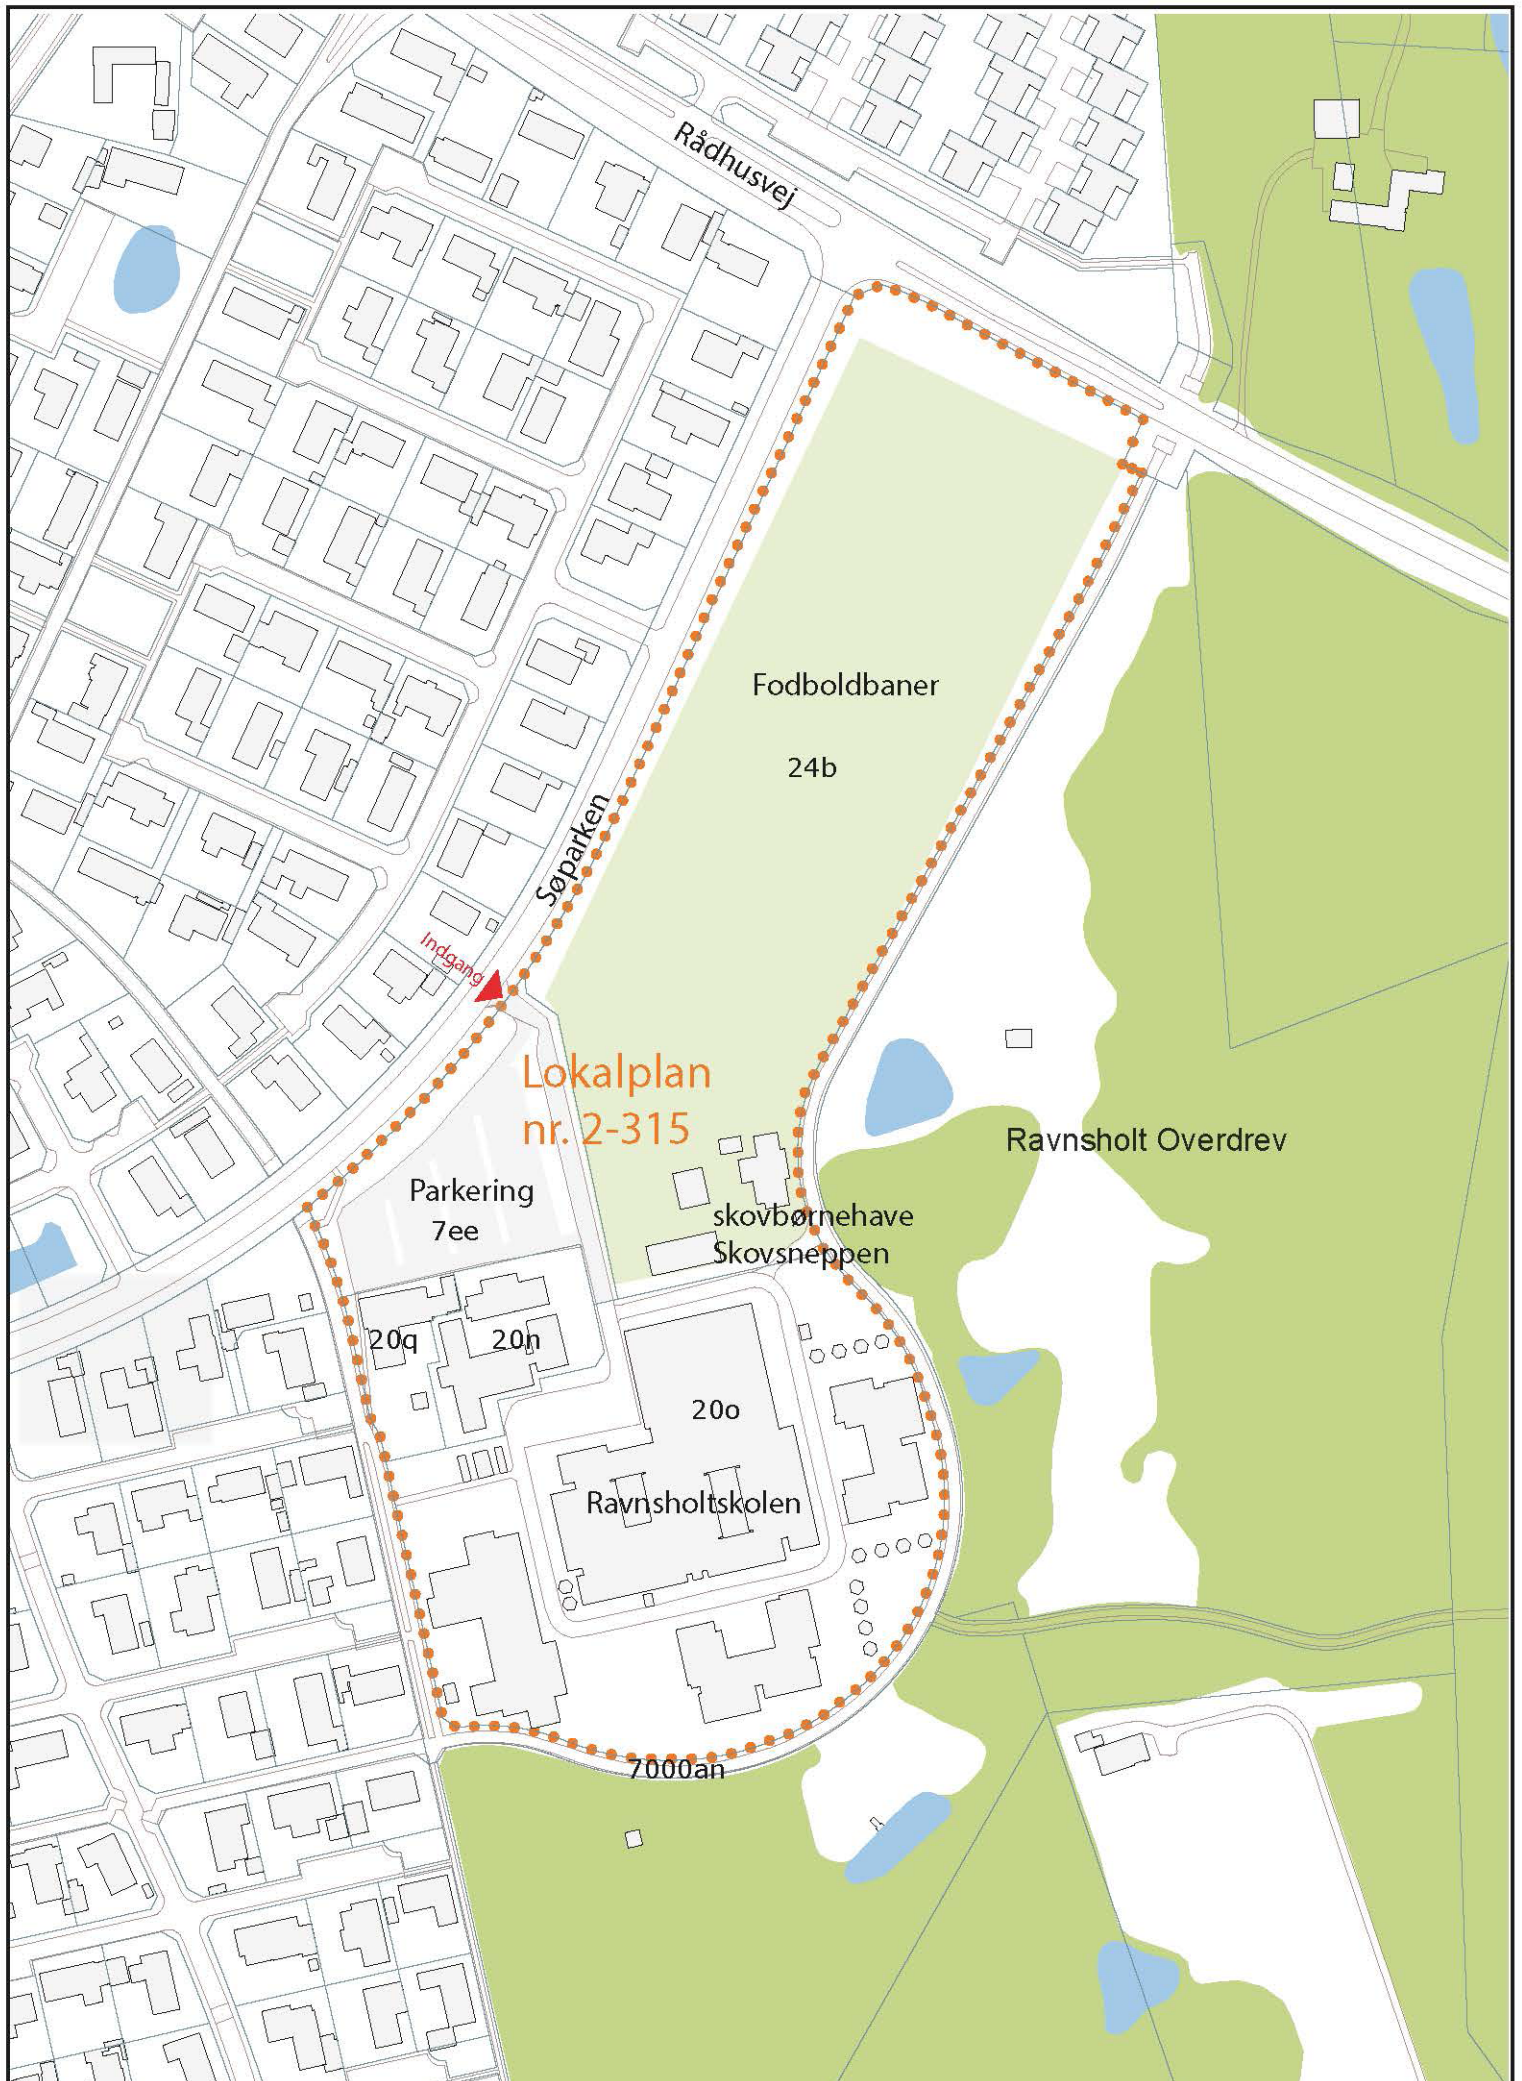 Rådhusvej
Fodboldbaner
24b
Søparken
Indgang
Lokalplan
nr. 2-315
Ravnsholt Overdrev
Parkering
7ee
skovbørnehave
Skovsneppen
20q
20n
20o
Ravnsholtskolen
7000an